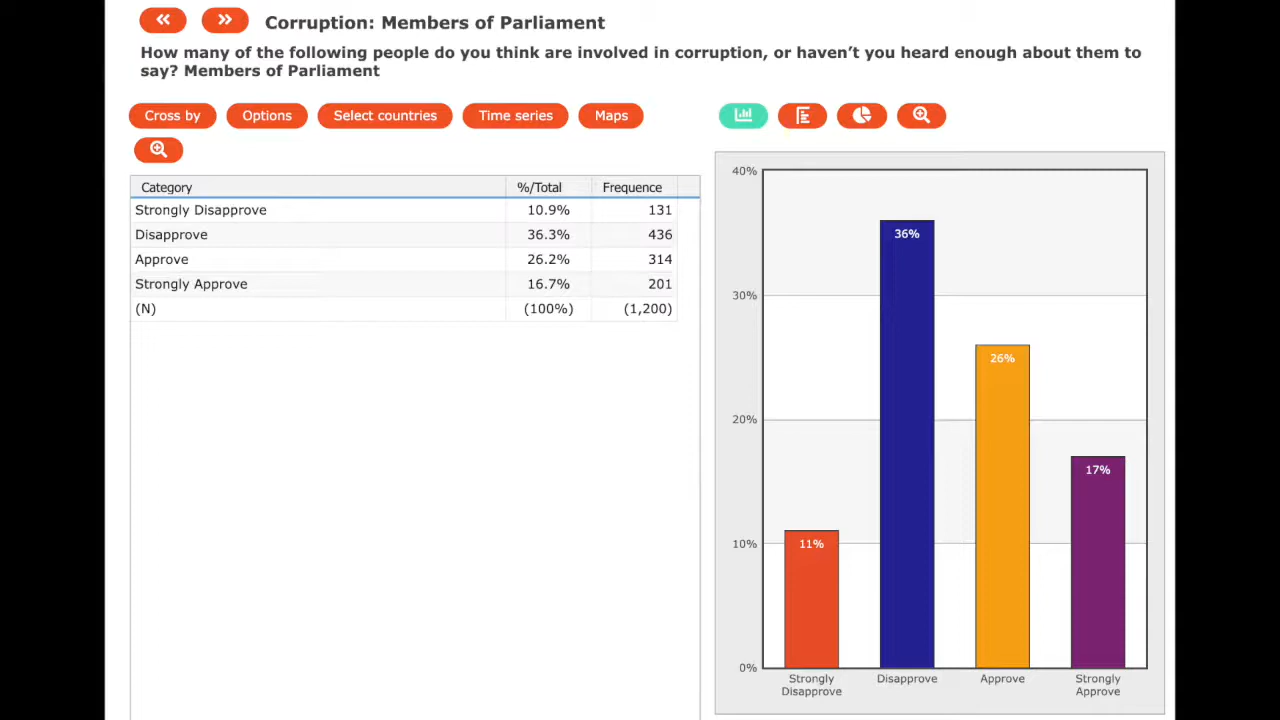 Corruption: Members of Parliament
How many of the following people do you think are involved in corruption, or haven't you heard enough about them to
say? Members of Parliament
Cross by Options Select countries Time series Maps
Category %/Total Frequence
Strongly Disapprove 10.9% 131
Disapprove 36.3% 436
Approve 26.2% 314
Strongly Approve 16.7% 201
(N) (100%) (1,200)
40%
30%
20%
10%
0%
11%
36%
26%
17%
Strongly
Disapprove
Disapprove
Approve
Strongly
Approve